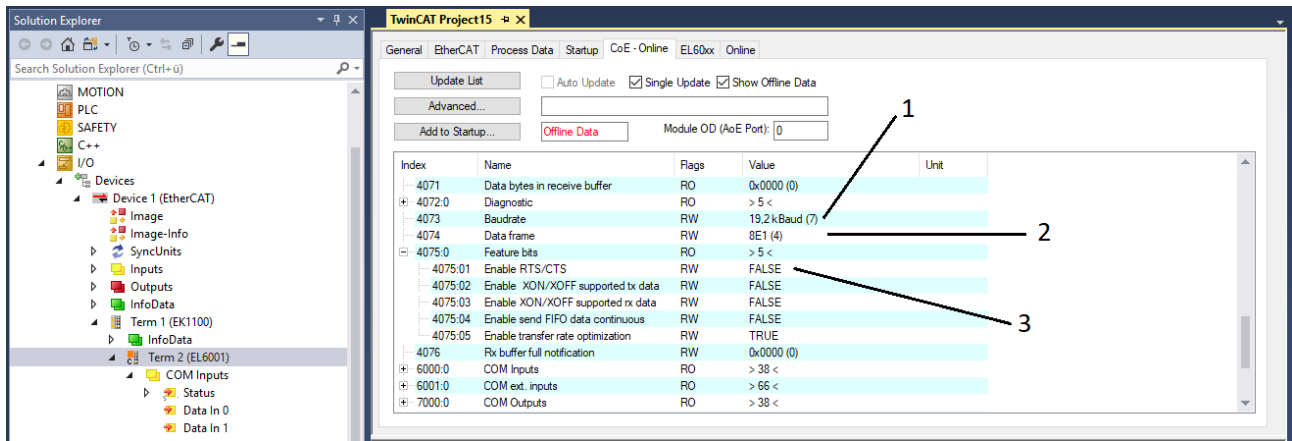 Solution Explorer
Search Solution Explorer (Ctrl+ü)
MOTION
PLC
SAFETY
C++
I/O
Devices
Device 1 (EtherCAT)
Image
Image-Info
SyncUnits
Inputs
Outputs
InfoData
Term 1 (EK1100)
InfoData
Term 2 (EL6001)
COM Inputs
Status
Data In 0
Data In 1
TwinCAT Project15
General EtherCAT Process Data Startup CoE - Online EL60xx Online
Update List Auto Update Single Update Show Offline Data
Advanced...
Add to Startup... Offline Data Module OD (AoE Port): 0
1
Index Name Flags Value Unit
4071 Data bytes in receive buffer RO 0x0000 (0)
4072:0 Diagnostic RO > 5 <
4073 Baudrate RW 19,2 kBaud (7)
4074 Data frame RW 8E1 (4)
2
4075:0 Feature bits RO > 5 <
4075:01 Enable RTS/CTS RW FALSE
4075:02 Enable XON/XOFF supported tx data RW FALSE
4075:03 Enable XON/XOFF supported rx data RW FALSE
4075:04 Enable send FIFO data continuous RW FALSE
3
4075:05 Enable transfer rate optimization RW TRUE
4076 Rx buffer full notification RW 0x0000 (0)
6000:0 COM Inputs RO > 38 <
6001:0 COM ext. inputs RO > 66 <
7000:0 COM Outputs RO > 38 <